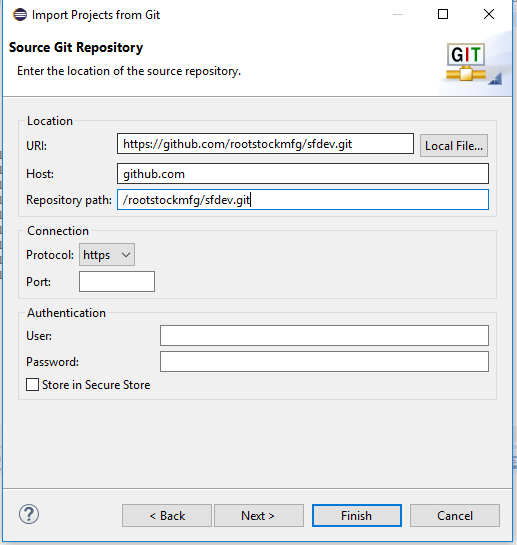 Import Projects from Git
Source Git Repository
Enter the location of the source repository.
GIT
Location
URI: https://github.com/rootstockmfg/sfdev.git Local File...
Host: github.com
Repository path: /rootstockmfg/sfdev.git
Connection
Protocol: https
Port:
Authentication
User:
Password:
Store in Secure Store
? < Back Next > Finish Cancel